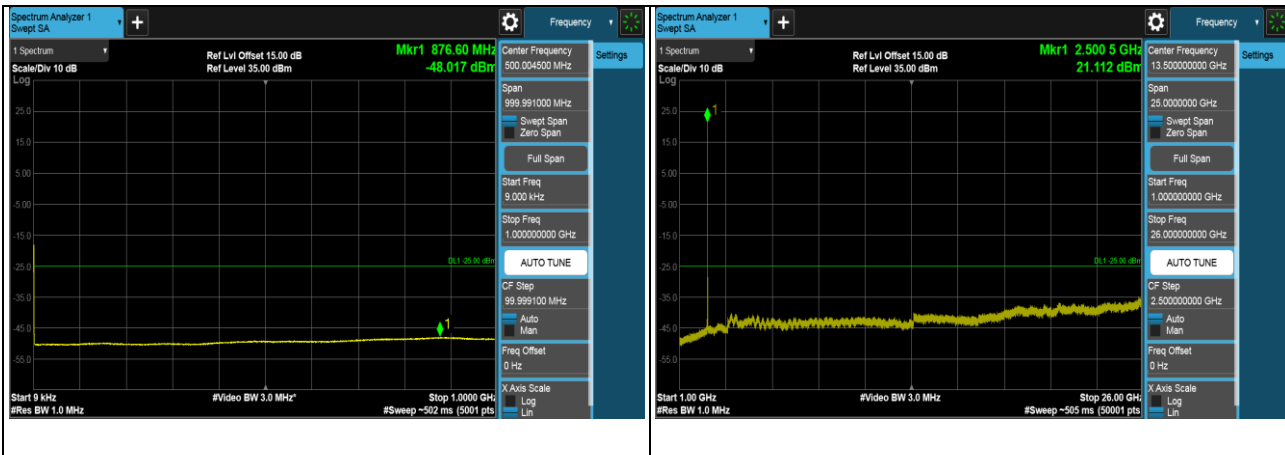 Spectrum Analyzer 1
Swept SA
+
Frequency
1 Spectrum
Scale/Div 10 dB
Log
Ref Lvl Offset 15.00 dB
Ref Level 35.00 dBm
Mkr1 876.60 MHz
-48.017 dBm
25.0
15.0
5.00
-5.00
-15.0
-25.0
-35.0
-45.0
-55.0
1
DL1 -25.00 dBm
Start 9 kHz
#Res BW 1.0 MHz
#Video BW 3.0 MHz*
Stop 1.0000 GHz
#Sweep ~502 ms (5001 pts
Center Frequency
500.004500 MHz
Settings
Span
999.991000 MHz
Swept Span
Zero Span
Full Span
Start Freq
9.000 kHz
Stop Freq
1.000000000 GHz
AUTO TUNE
CF Step
99.999100 MHz
Auto
Man
Freq Offset
0 Hz
X Axis Scale
Log
Lin
Spectrum Analyzer 1
Swept SA
+
Frequency
1 Spectrum
Scale/Div 10 dB
Log
Ref Lvl Offset 15.00 dB
Ref Level 35.00 dBm
Mkr1 2.500 5 GHz
21.112 dBm
25.0
15.0
5.00
-5.00
-15.0
-25.0
-35.0
-45.0
-55.0
1
DL1 -25.00 dBm
Start 1.00 GHz
#Res BW 1.0 MHz
#Video BW 3.0 MHz
Stop 26.00 GHz
#Sweep ~505 ms (50001 pts
Center Frequency
13.500000000 GHz
Settings
Span
25.0000000 GHz
Swept Span
Zero Span
Full Span
Start Freq
1.000000000 GHz
Stop Freq
26.000000000 GHz
AUTO TUNE
CF Step
2.500000000 GHz
Auto
Man
Freq Offset
0 Hz
X Axis Scale
Log
Lin